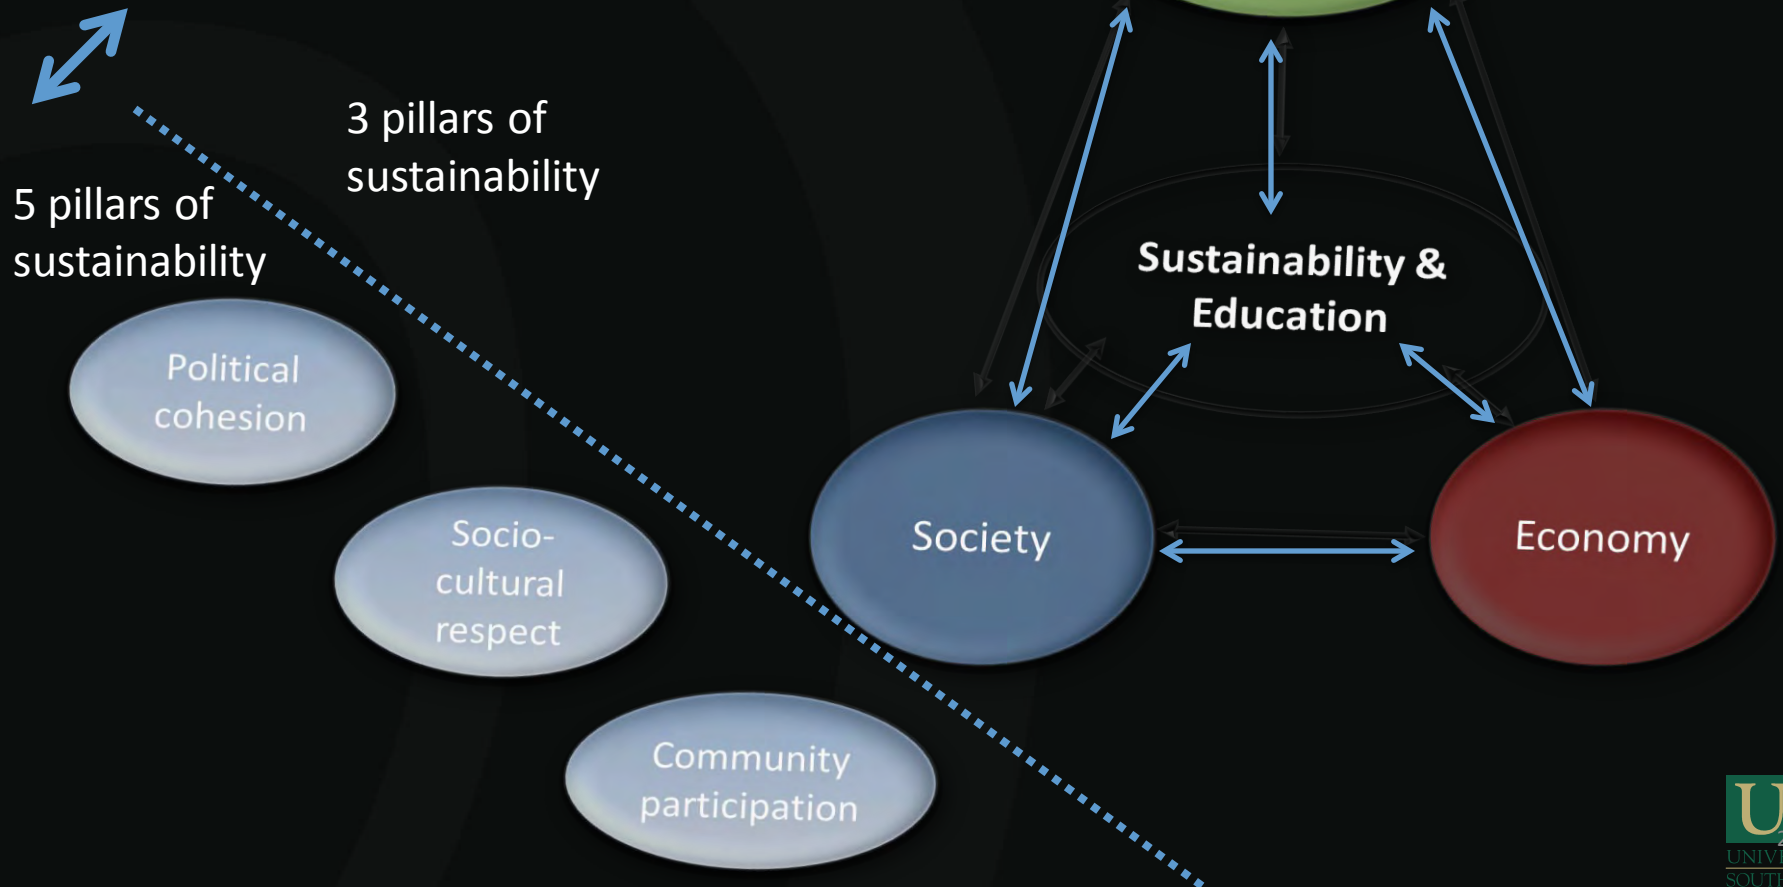 3 pillars of
sustainability
5 pillars of
sustainability
Sustainability &
Education
Political
cohesion
Society
Economy
Socio-
cultural
respect
Community
participation